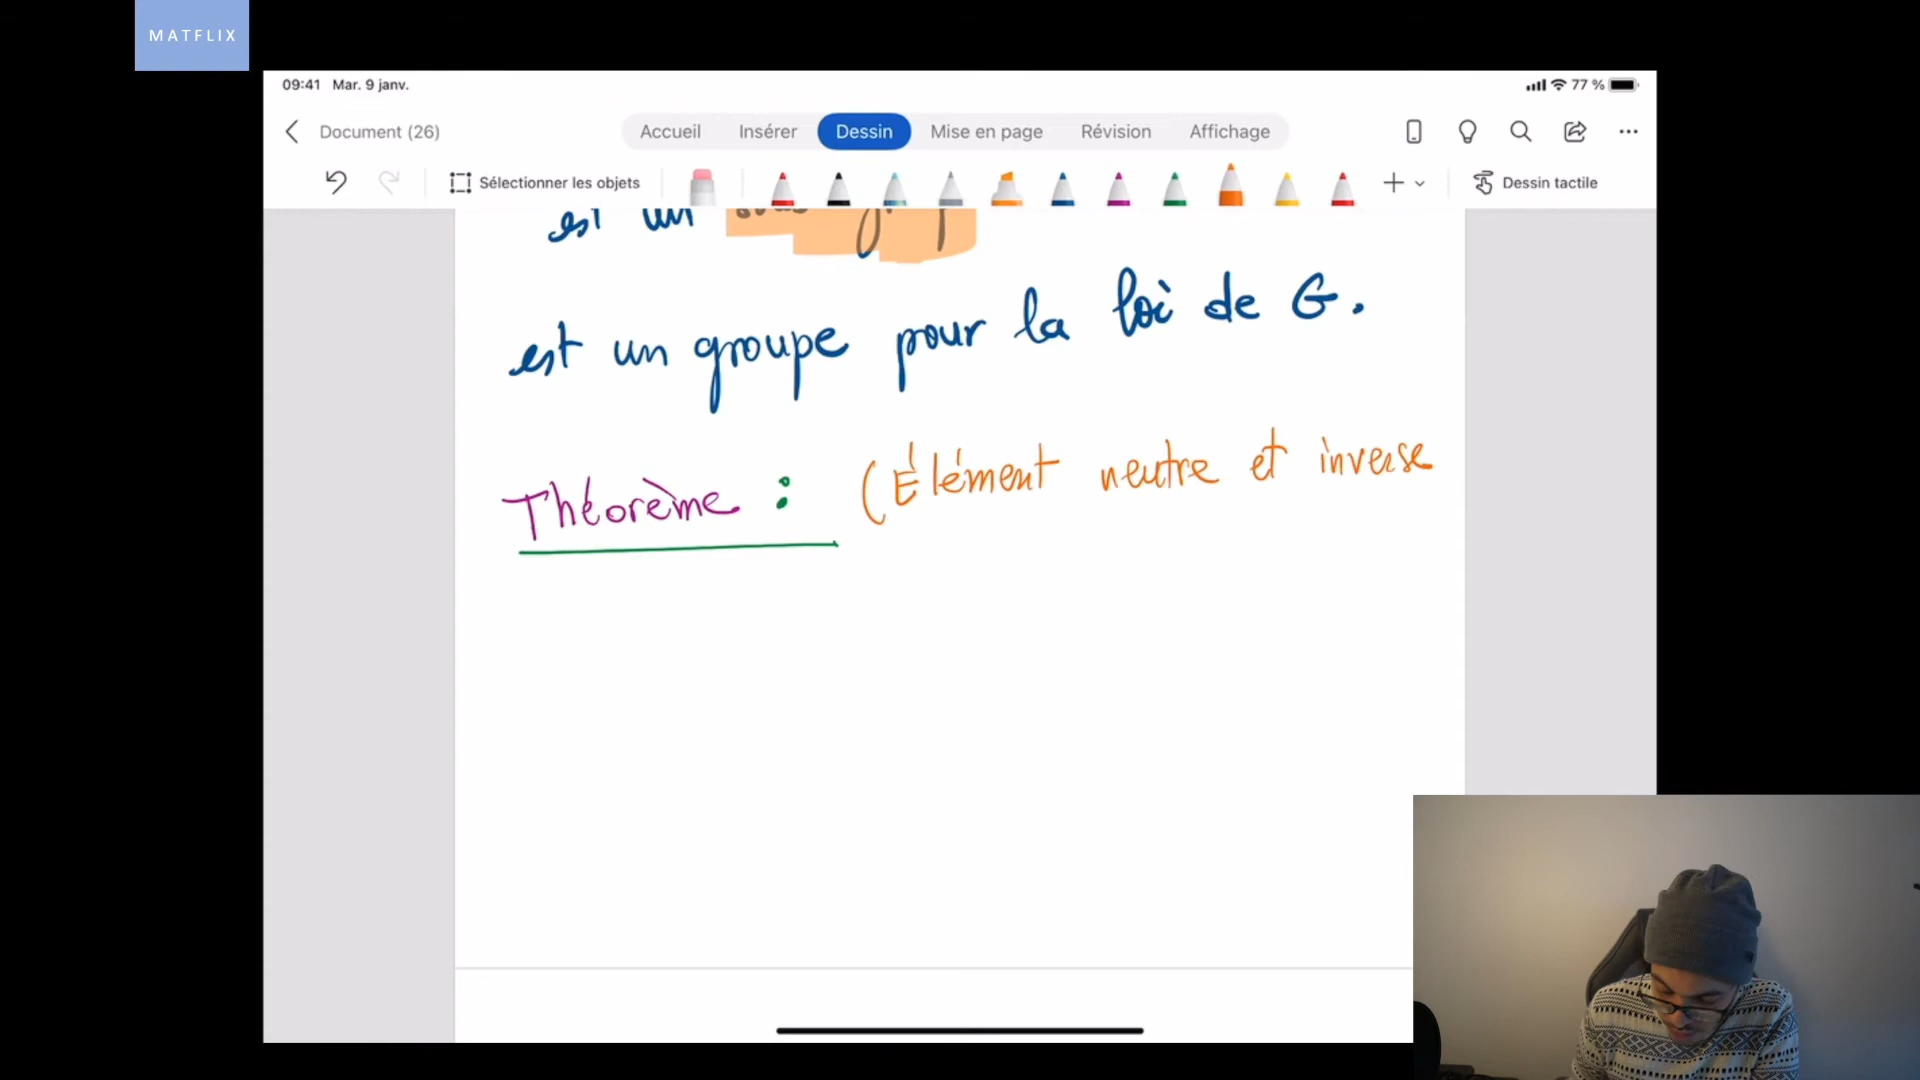 MATFLIX
09:41 Mar. 9 janv.
77 %
Document (26)
Accueil Insérer Dessin Mise en page Révision Affichage
Sélectionner les objets
Dessin tactile
est un
est un groupe pour la loi de G.
Théorème : (Élément neutre et inverse